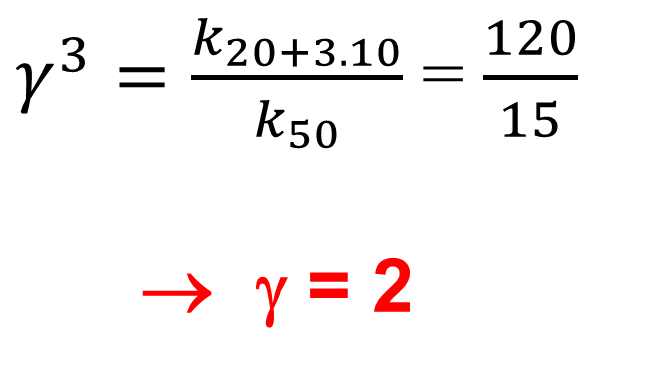 γ³ = k₂₀₊₃.₁₀ / k₅₀ = 120 / 15
→ γ = 2